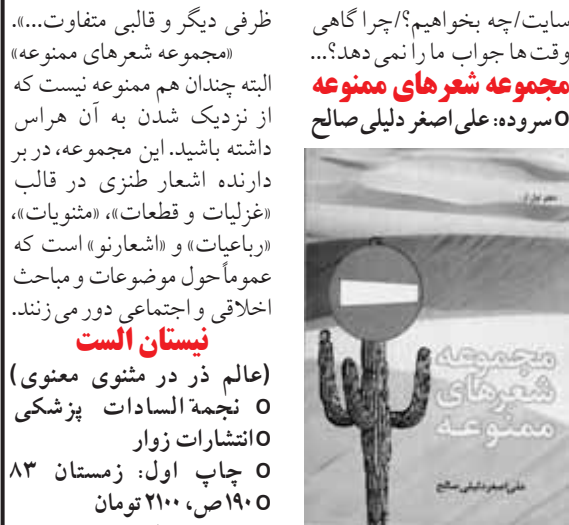 سایت/چه بخواهیم؟/چرا گاهی
وقت‌ها جواب ما را نمی‌دهد؟...
مجموعه شعرهای ممنوعه
o سروده: علی‌اصغر دلیلی صالح
مجموعه
شعرهای
ممنوعه
علی‌اصغر دلیلی صالح
ظرفی دیگر و قالبی متفاوت...».
«مجموعه شعرهای ممنوعه»
البته چندان هم ممنوعه نیست که
از نزدیک شدن به آن هراس
داشته باشید. این مجموعه، در بر
دارنده اشعار طنزی در قالب
«غزلیات و قطعات»، «مثنویات»،
«رباعیات» و «اشعارنو» است که
عموماً حول موضوعات و مباحث
اخلاقی و اجتماعی دور می‌زنند.
نیستان الست
(عالم ذر در مثنوی معنوی)
o نجمة السادات پزشکی
o انتشارات زوار
o چاپ اول: زمستان ۸۳
o ۱۹۰ص، ۲۱۰۰ تومان